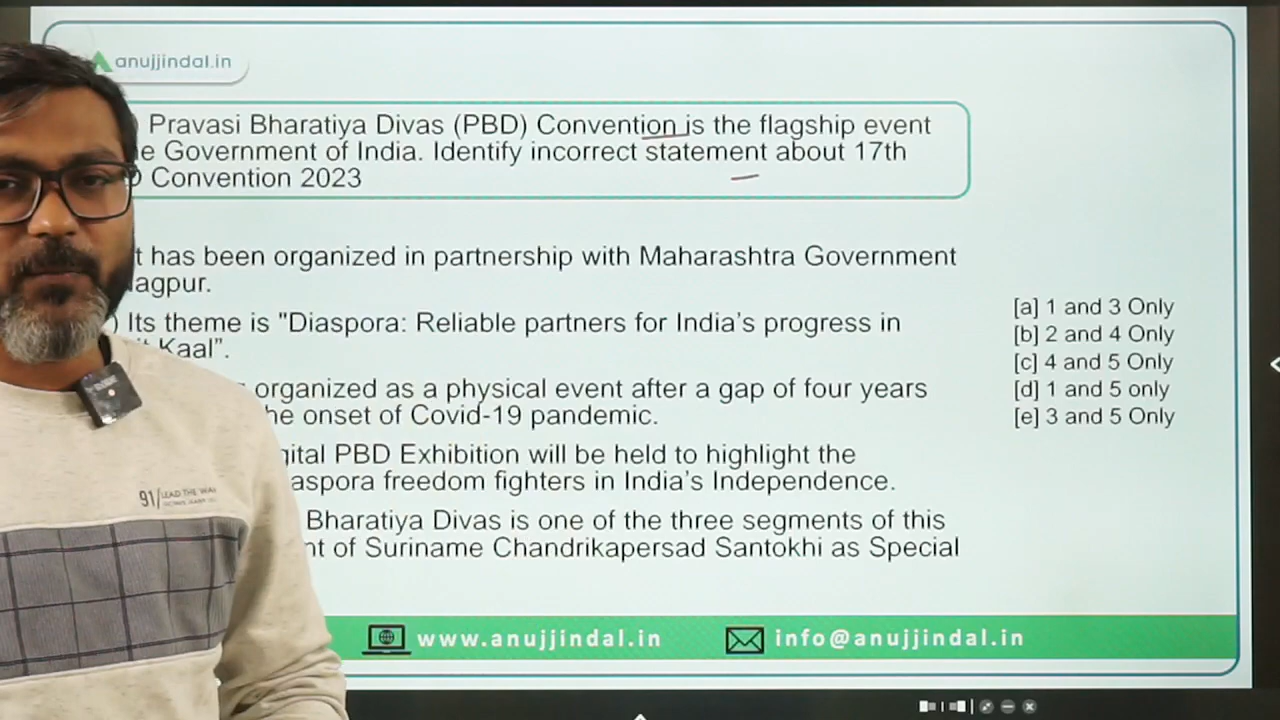 anujjindal.in
Pravasi Bharatiya Divas (PBD) Convention is the flagship event
Government of India. Identify incorrect statement about 17th
Convention 2023
has been organized in partnership with Maharashtra Government
Its theme is "Diaspora: Reliable partners for India's progress in
Kaal".
organized as a physical event after a gap of four years
onset of Covid-19 pandemic.
PBD Exhibition will be held to highlight the
freedom fighters in India's Independence.
Bharatiya Divas is one of the three segments of this
of Suriname Chandrikapersad Santokhi as Special
[a] 1 and 3 Only
[b] 2 and 4 Only
[c] 4 and 5 Only
[d] 1 and 5 only
[e] 3 and 5 Only
91/LEAD THE WAY
www.anujjindal.in
info@anujjindal.in